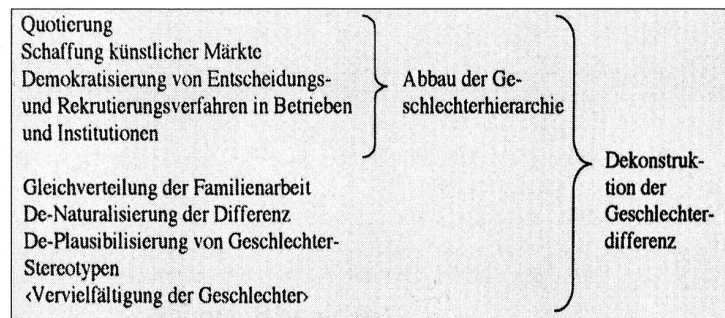 Quotierung
Schaffung künstlicher Märkte
Demokratisierung von Entscheidungs-
und Rekrutierungsverfahren in Betrieben
und Institutionen
Abbau der Ge-
schlechterhierarchie
Gleichverteilung der Familienarbeit
De-Naturalisierung der Differenz
De-Plausibilisierung von Geschlechter-
Stereotypen
‹Vervielfältigung der Geschlechter›
Dekonstruk-
tion der
Geschlechter-
differenz